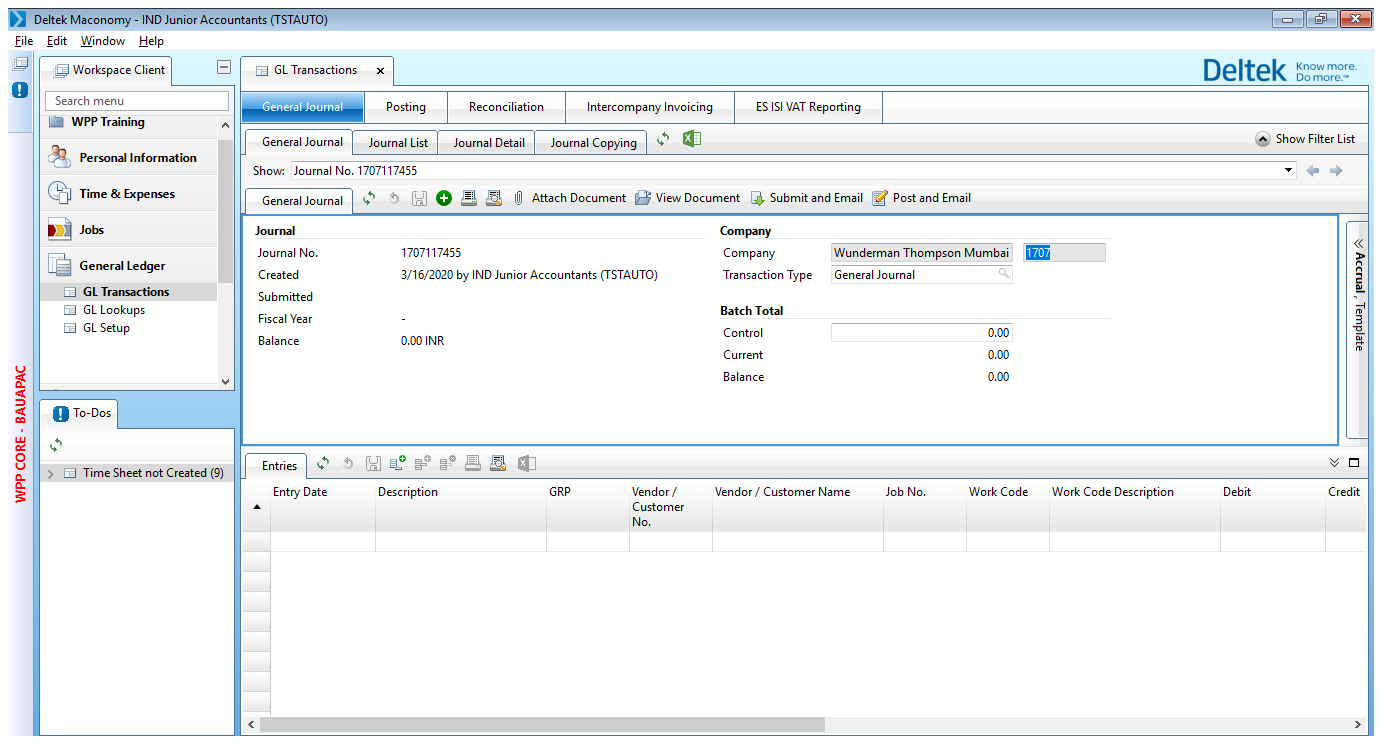 Deltek Maconomy - IND Junior Accountants (TSTAUTO)
File Edit Window Help
Workspace Client
Search menu
WPP Training
Personal Information
Time & Expenses
Jobs
General Ledger
GL Transactions
GL Lookups
GL Setup
WPP CORE - BAUAPAC
To-Dos
Time Sheet not Created (9)
GL Transactions
Deltek Know more. Do more.™
General Journal Posting Reconciliation Intercompany Invoicing ES ISI VAT Reporting
General Journal Journal List Journal Detail Journal Copying Show Filter List
Show: Journal No. 1707117455
General Journal Attach Document View Document Submit and Email Post and Email
Journal
Journal No. 1707117455
Created 3/16/2020 by IND Junior Accountants (TSTAUTO)
Submitted
Fiscal Year -
Balance 0.00 INR
Company
Company Wunderman Thompson Mumbai 1707
Transaction Type General Journal
Batch Total
Control 0.00
Current 0.00
Balance 0.00
Accrual , Template
Entries
Entry Date Description GRP Vendor / Customer No. Vendor / Customer Name Job No. Work Code Work Code Description Debit Credit